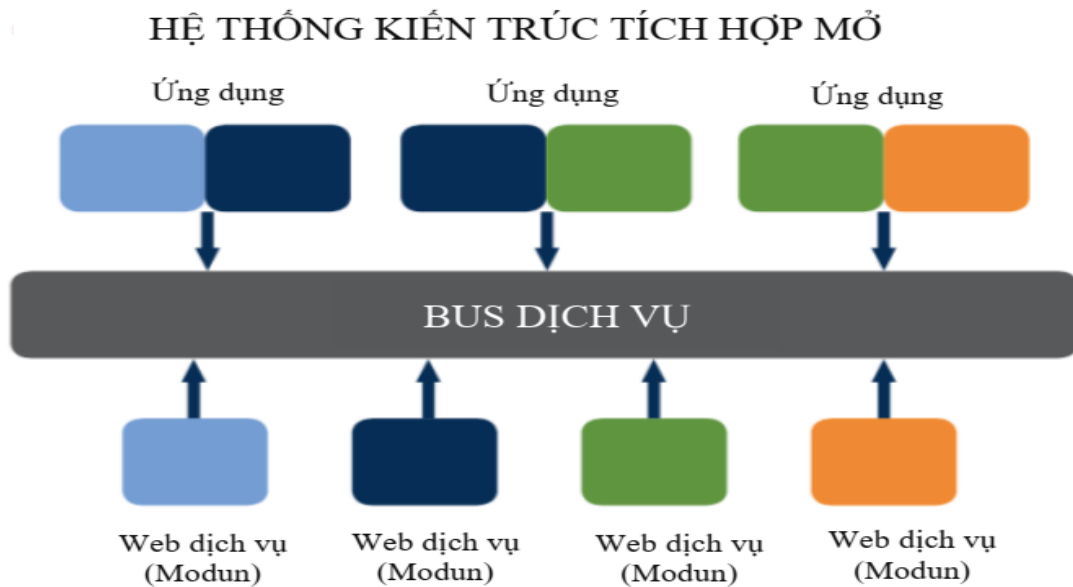 HỆ THỐNG KIẾN TRÚC TÍCH HỢP MỞ
Ứng dụng
Ứng dụng
Ứng dụng
BUS DỊCH VỤ
Web dịch vụ
(Modun)
Web dịch vụ
(Modun)
Web dịch vụ
(Modun)
Web dịch vụ
(Modun)